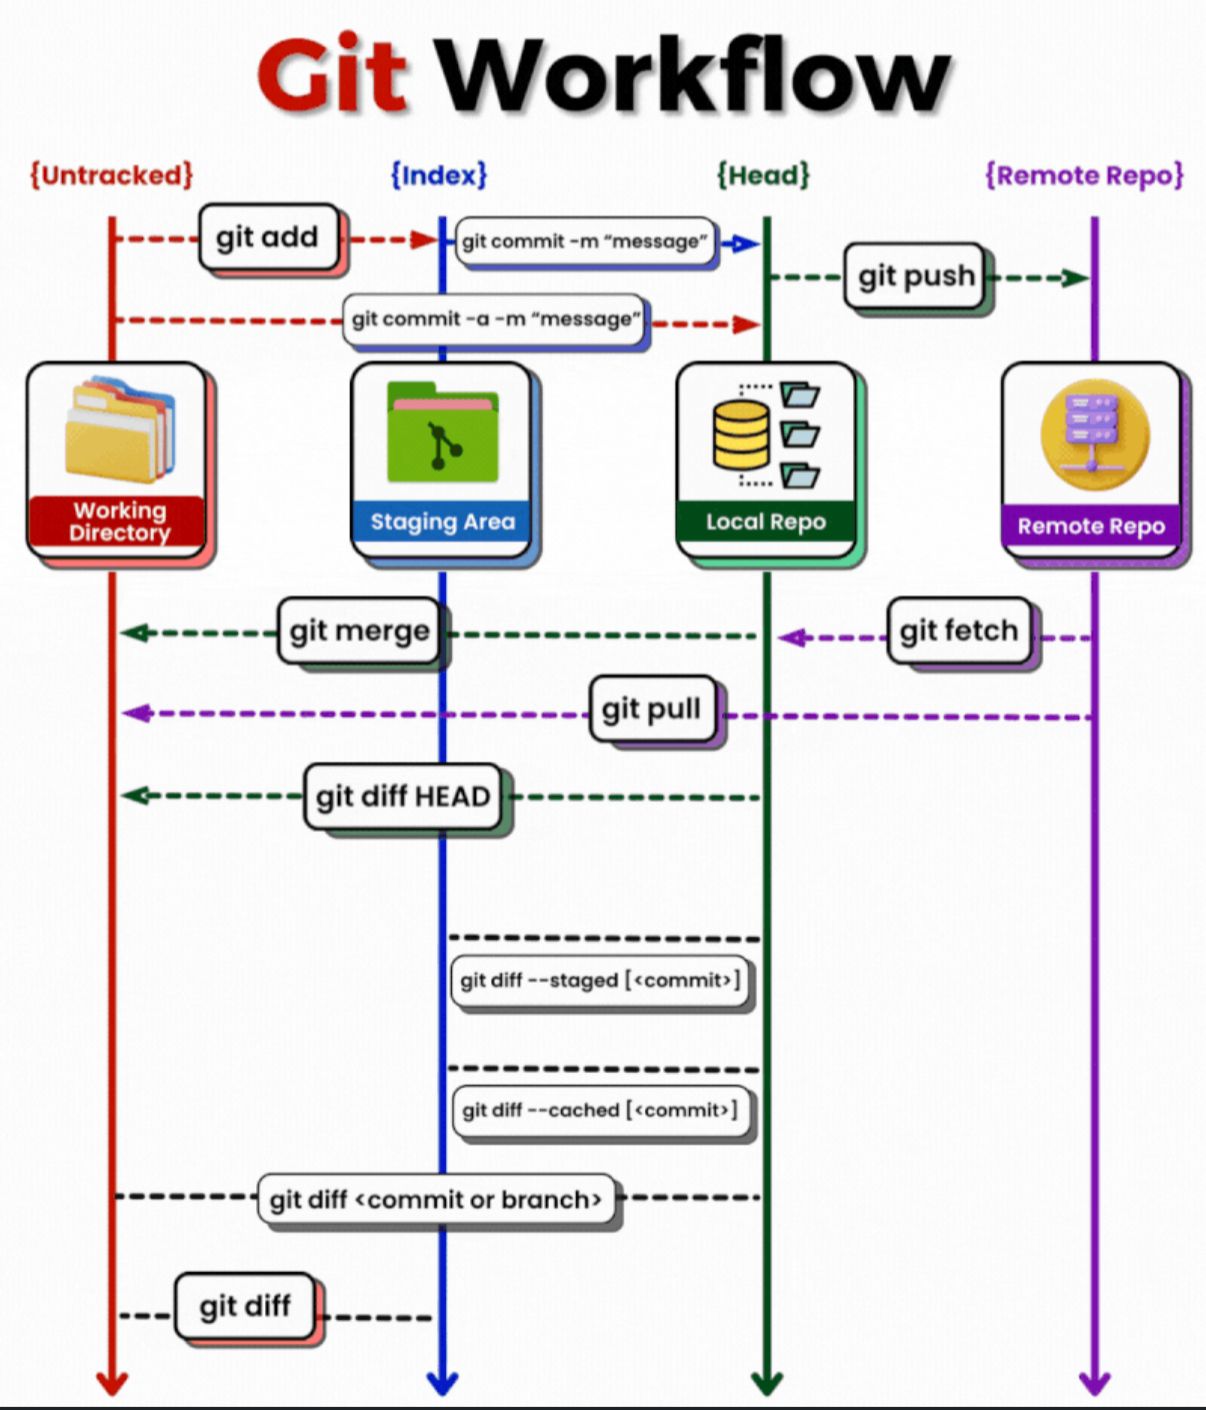 Git Workflow
{Untracked}
{Index}
{Head}
{Remote Repo}
git add
git commit -m “message”
git push
git commit -a -m “message”
Working
Directory
Staging Area
Local Repo
Remote Repo
git merge
git fetch
git pull
git diff HEAD
git diff --staged [<commit>]
git diff --cached [<commit>]
git diff <commit or branch>
git diff